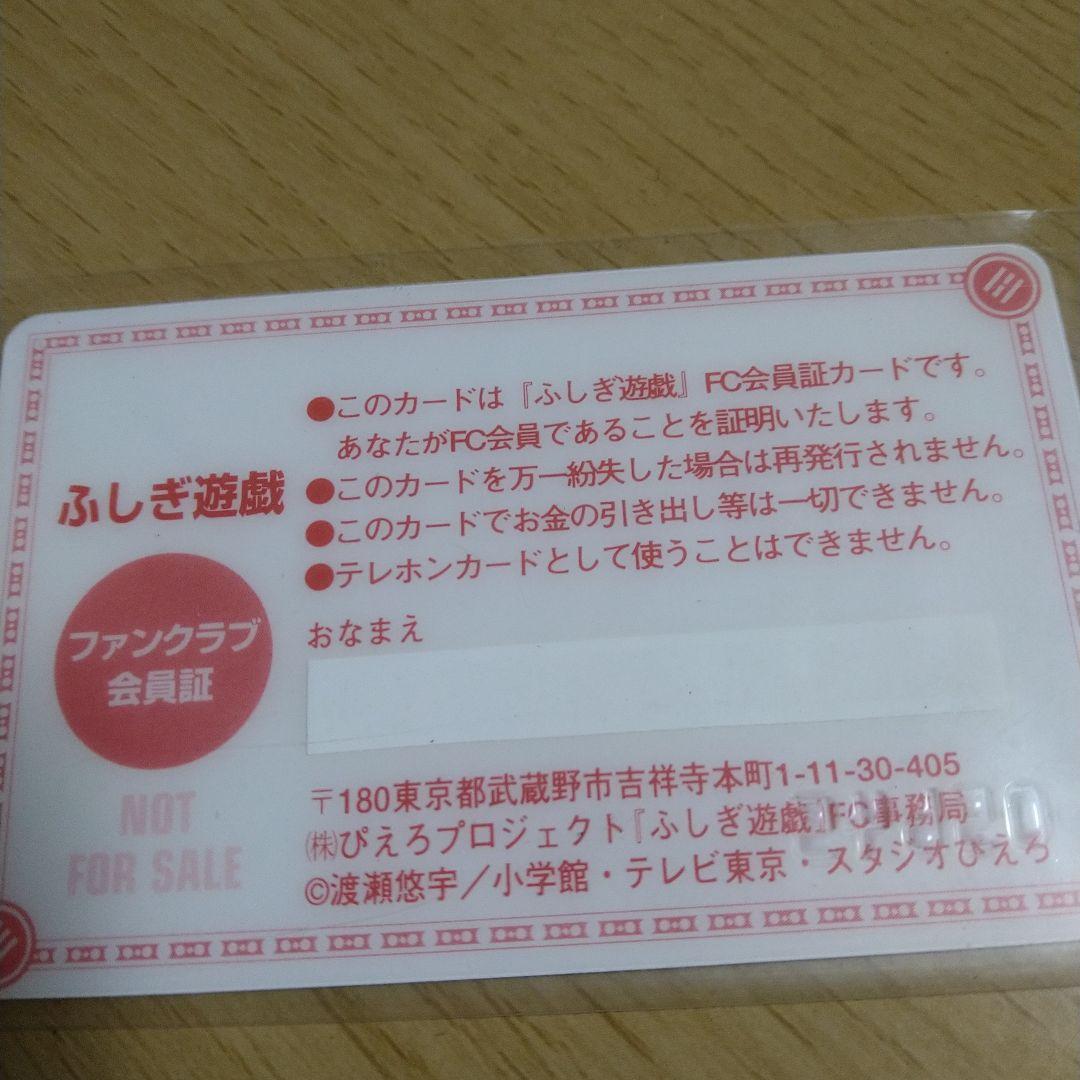 ●このカードは『ふしぎ遊戯』FC会員証カードです。
あなたがFC会員であることを証明いたします。
●このカードを万一紛失した場合は再発行されません。
●このカードでお金の引き出し等は一切できません。
●テレホンカードとして使うことはできません。
ふしぎ遊戯
ファンクラブ
会員証
NOT
FOR SALE
おなまえ
〒180東京都武蔵野市吉祥寺本町1-11-30-405
㈱ぴえろプロジェクト『ふしぎ遊戯』FC事務局
©渡瀬悠宇／小学館・テレビ東京・スタジオぴえろ